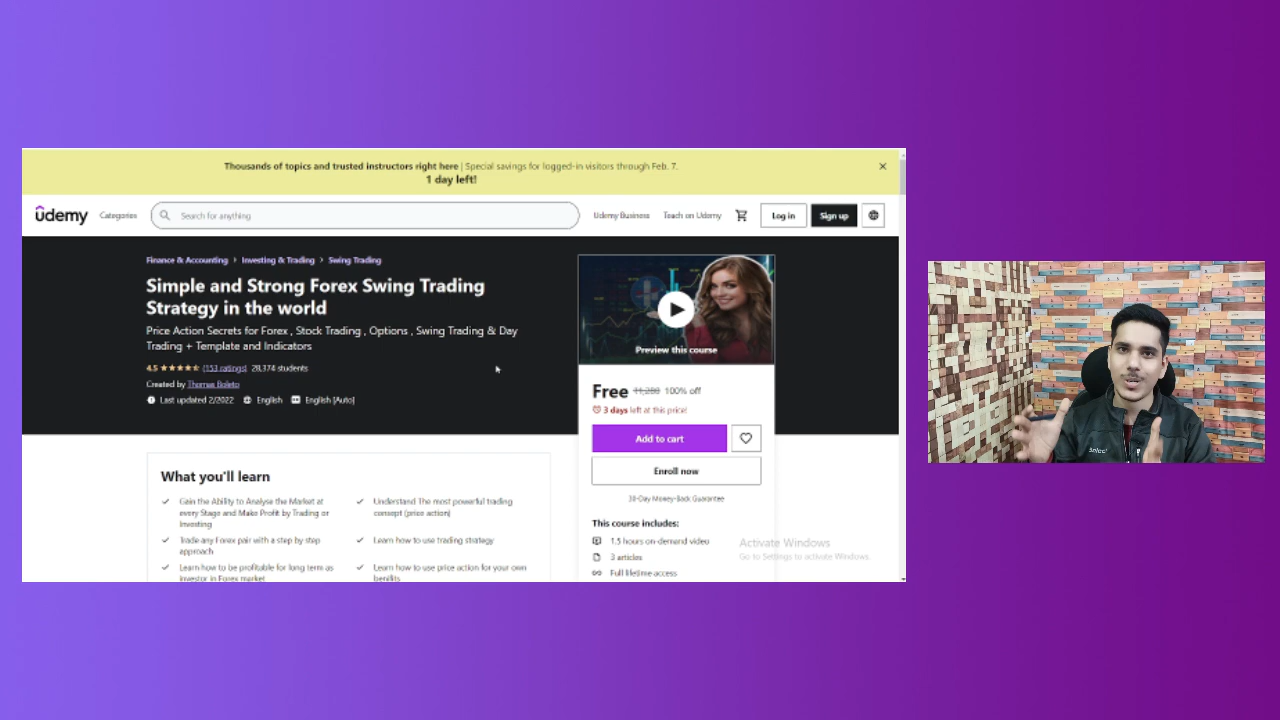 Thousands of topics and trusted instructors right here | Special savings for logged-in visitors through Feb. 7.
1 day left!
udemy
Categories
Search for anything
Udemy Business
Teach on Udemy
Log in
Sign up
Finance & Accounting > Investing & Trading > Swing Trading
Simple and Strong Forex Swing Trading
Strategy in the world
Price Action Secrets for Forex , Stock Trading , Options , Swing Trading & Day
Trading + Template and Indicators
4.5 (153 ratings) 28,374 students
Created by Thomas Boleto
Last updated 2/2022 English English [Auto]
Preview this course
Free 100% off
3 days left at this price!
Add to cart
Enroll now
30-Day Money-Back Guarantee
This course includes:
1.5 hours on-demand video
3 articles
Full lifetime access
What you'll learn
Gain the Ability to Analyse the Market at
every Stage and Make Profit by Trading or
Investing
Trade any Forex pair with a step by step
approach
Learn how to be profitable for long term as
investor in Forex market
Understand The most powerful trading
concept (price action)
Learn how to use trading strategy
Learn how to use price action for your own
benifits
Activate Windows
Go to Settings to activate Windows.